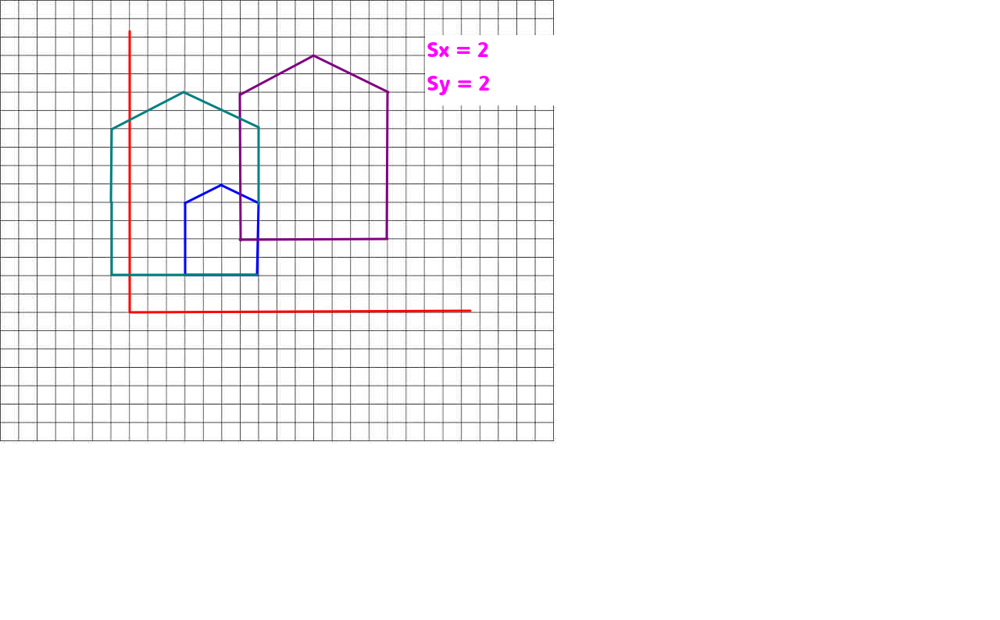 Sx = 2
Sy = 2